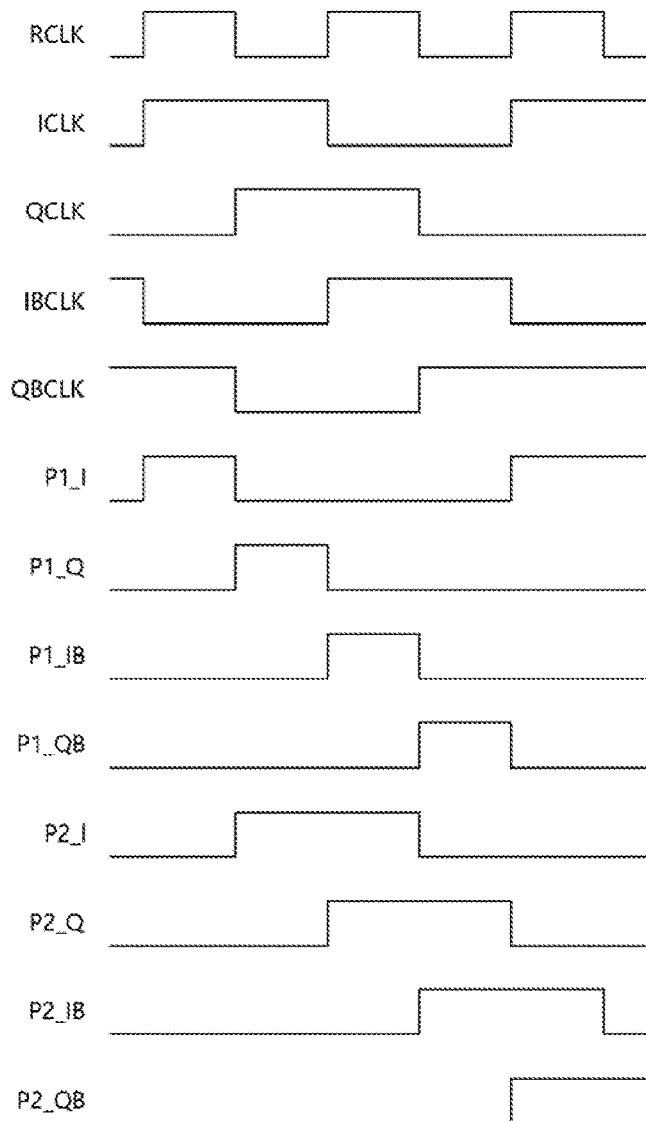 RCLK
ICLK
QCLK
IBCLK
QBCLK
P1_I
P1_Q
P1_IB
P1_QB
P2_I
P2_Q
P2_IB
P2_QB